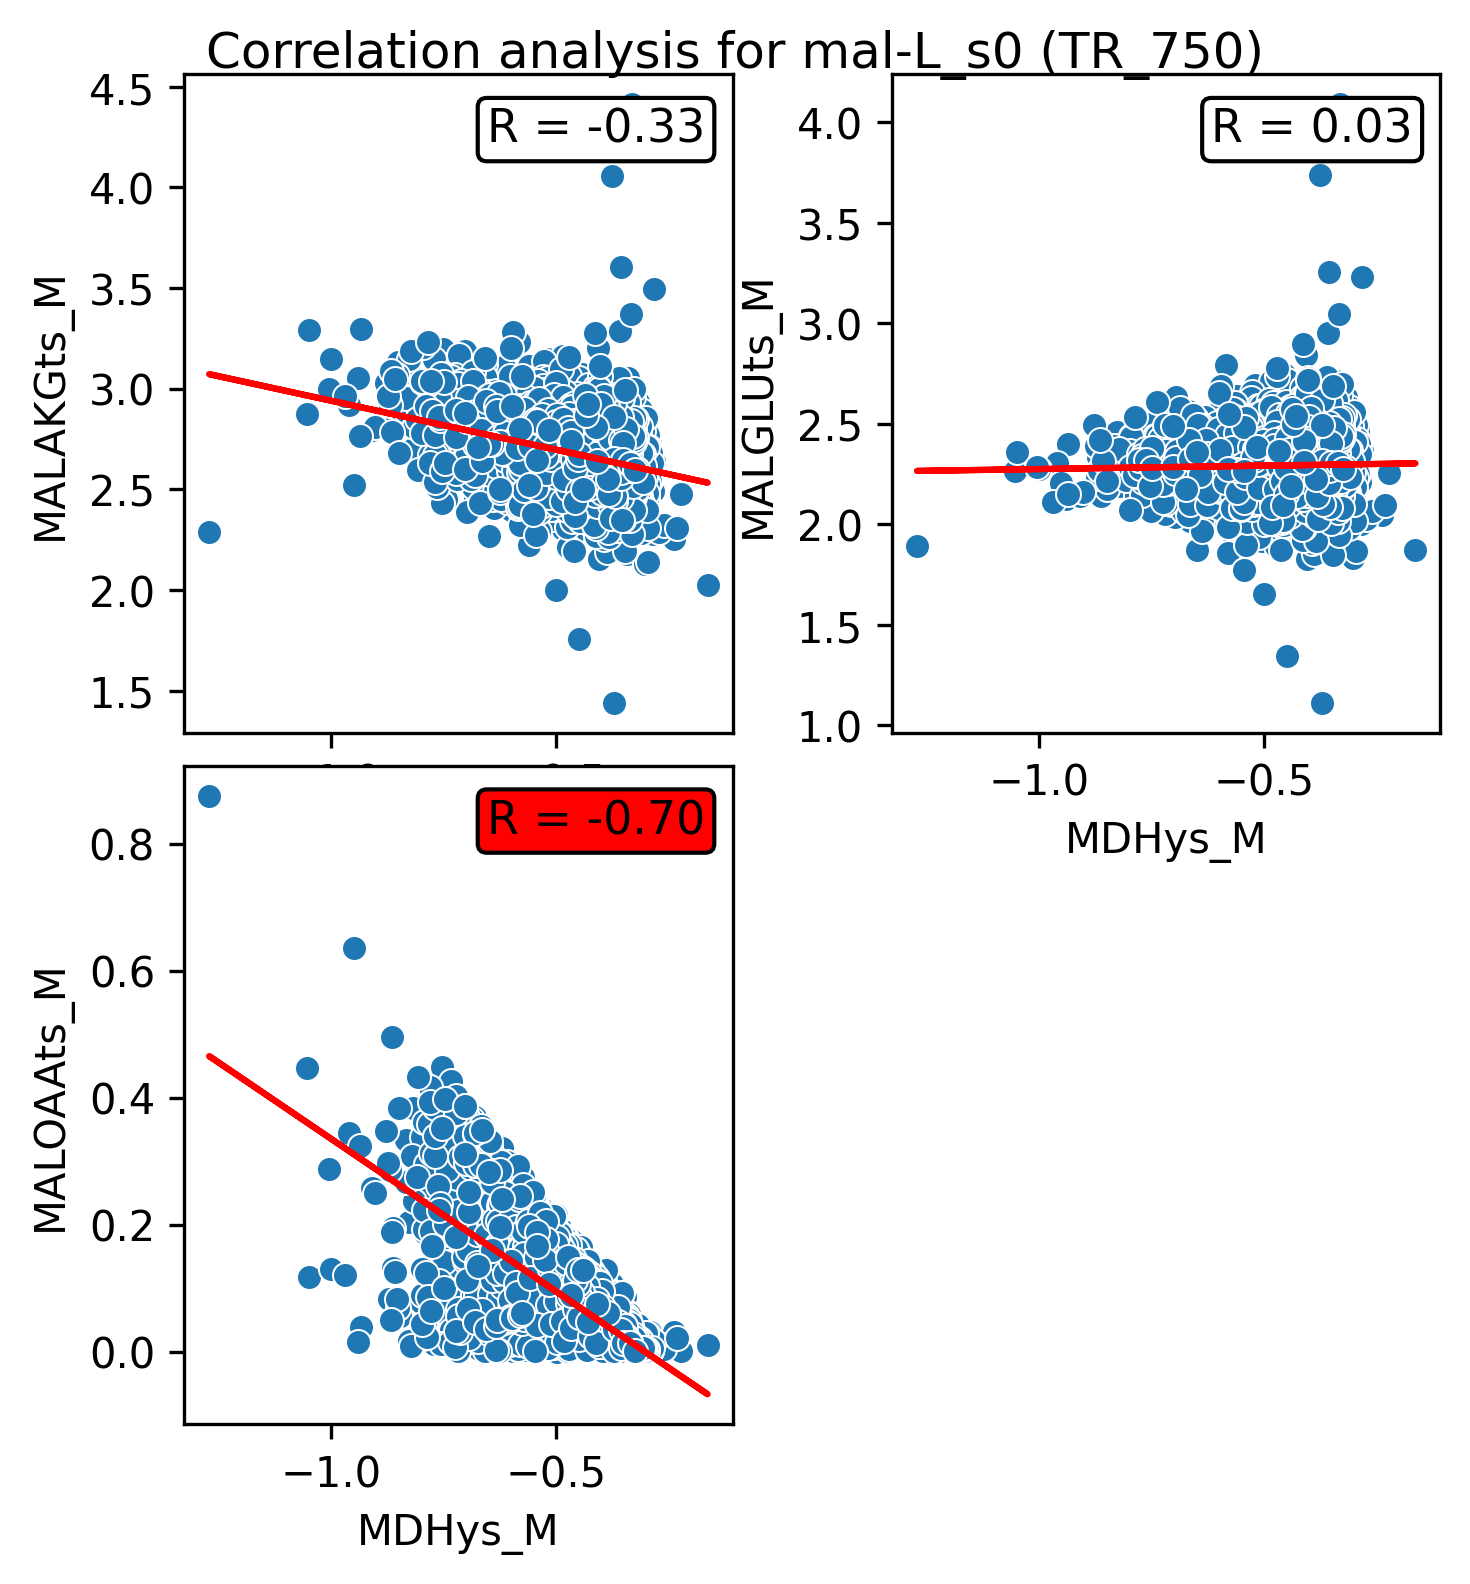 Correlation analysis for mal-L_s0 (TR_750)
R = -0.33
4.5
4.0
3.5
3.0
2.5
2.0
1.5
MALAKGts_M
R = 0.03
4.0
3.5
3.0
2.5
2.0
1.5
1.0
MALGLUts_M
−1.0
−0.5
MDHys_M
R = -0.70
0.8
0.6
0.4
0.2
0.0
MALOAAts_M
−1.0
−0.5
MDHys_M